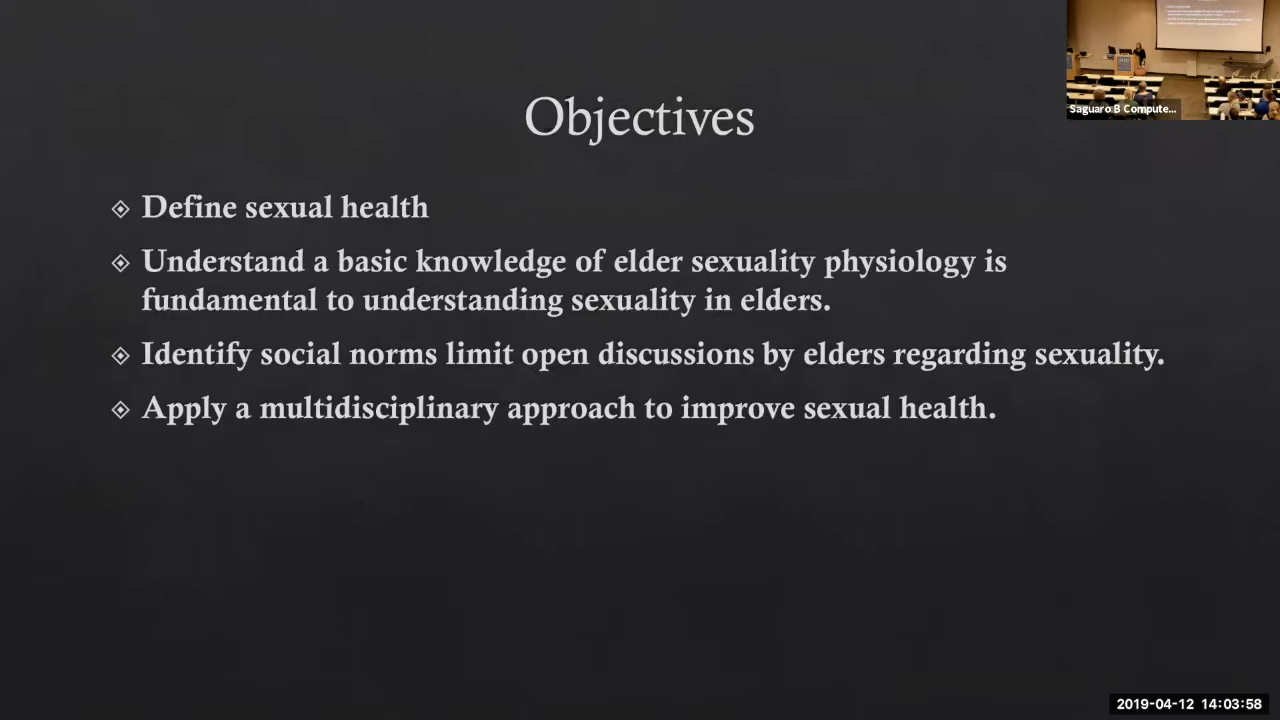 Objectives
Define sexual health
Understand a basic knowledge of elder sexuality physiology is
fundamental to understanding sexuality in elders.
Identify social norms limit open discussions by elders regarding sexuality.
Apply a multidisciplinary approach to improve sexual health.
Saguaro B Compute...
2019-04-12 14:03:58